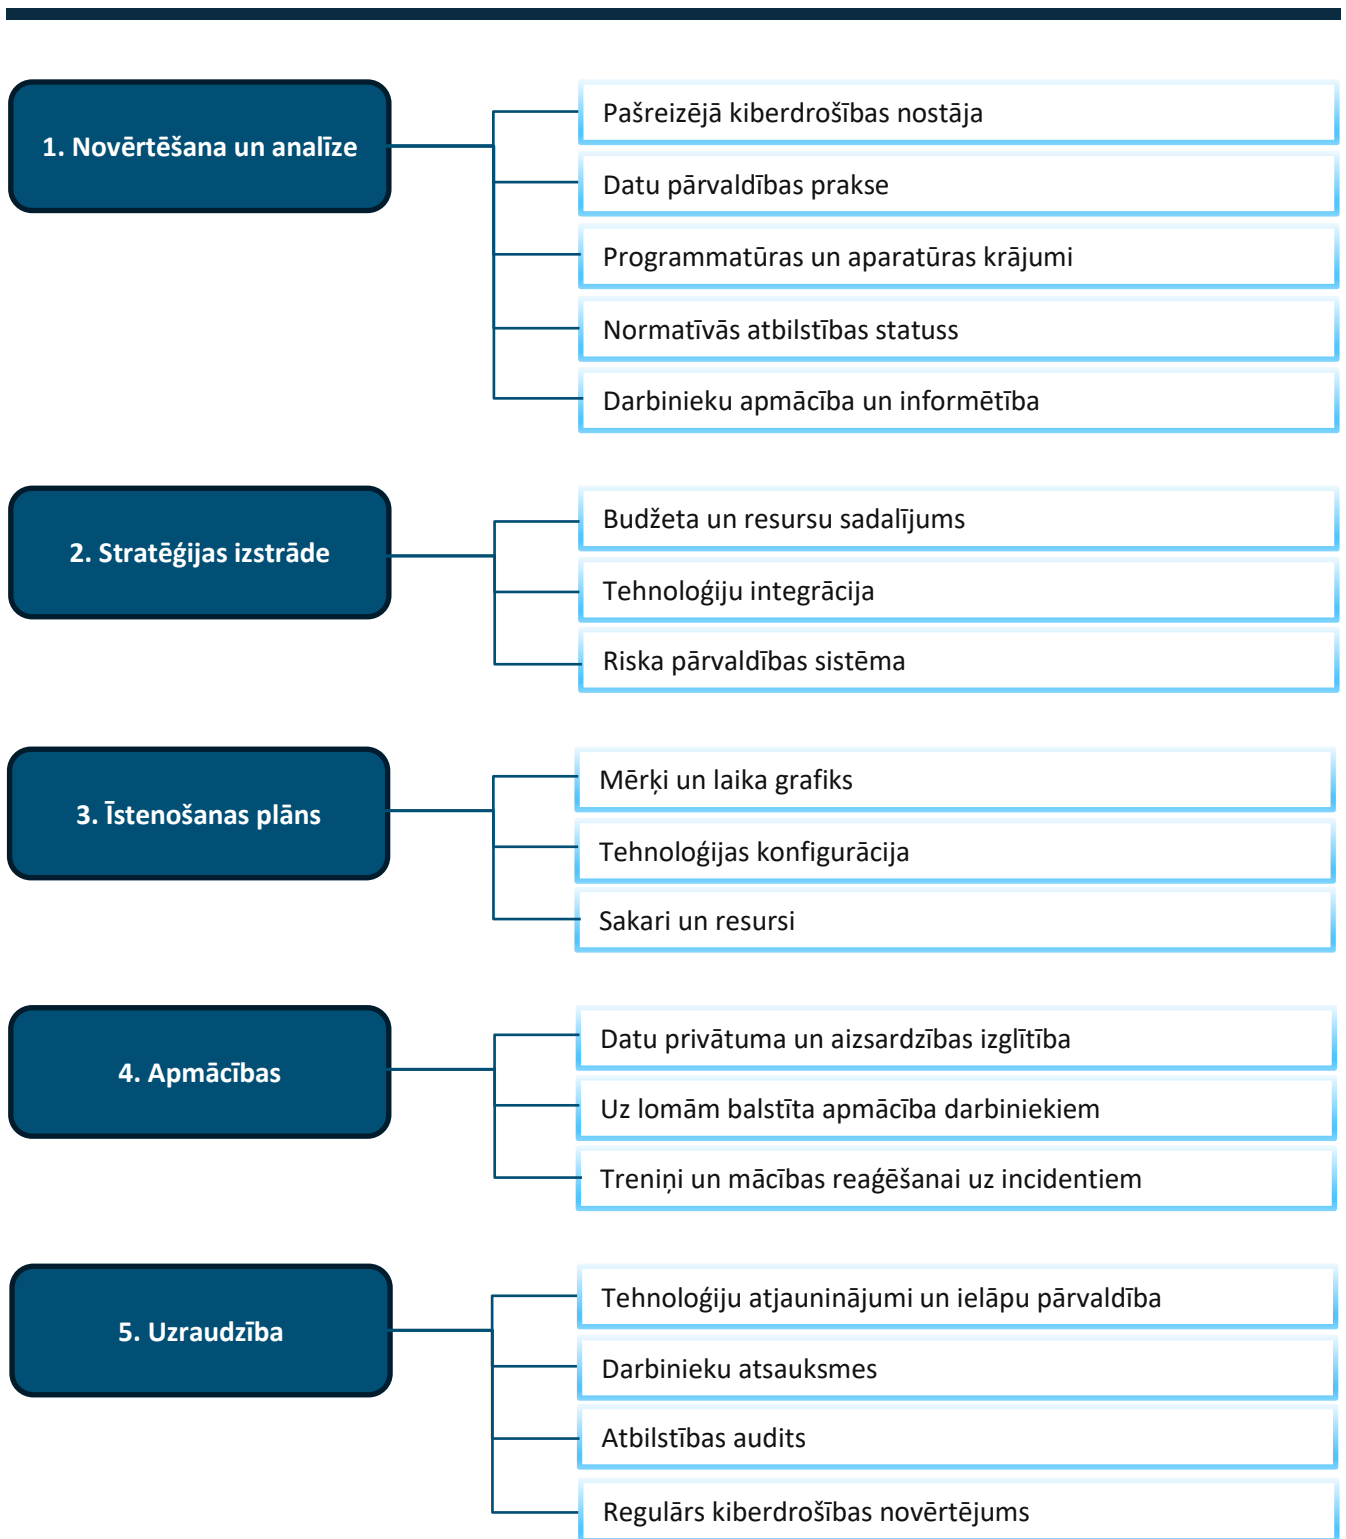 1. Novērtēšana un analīze
Pašreizējā kiberdrošības nostāja
Datu pārvaldības prakse
Programmatūras un aparatūras krājumi
Normatīvās atbilstības statuss
Darbinieku apmācība un informētība
2. Stratēģijas izstrāde
Budžeta un resursu sadalījums
Tehnoloģiju integrācija
Riska pārvaldības sistēma
3. Īstenošanas plāns
Mērķi un laika grafiks
Tehnoloģijas konfigurācija
Sakari un resursi
4. Apmācības
Datu privātuma un aizsardzības izglītība
Uz lomām balstīta apmācība darbiniekiem
Treniņi un mācības reaģēšanai uz incidentiem
5. Uzraudzība
Tehnoloģiju atjauninājumi un ielāpu pārvaldība
Darbinieku atsauksmes
Atbilstības audits
Regulārs kiberdrošības novērtējums